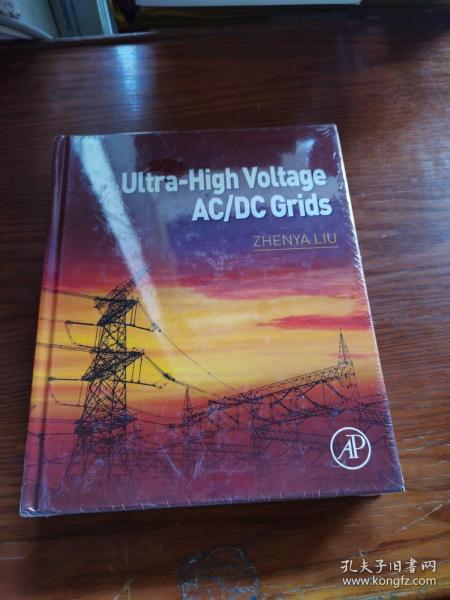 Ultra-High Voltage
AC/DC Grids
ZHENYA LIU
AP
孔夫子旧书网
www.kongfz.com